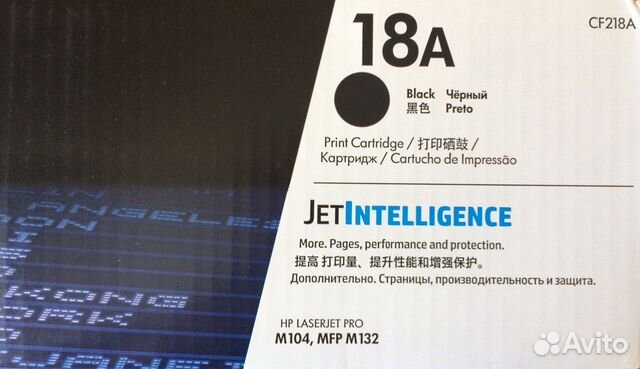 18A
CF218A
Black Чёрный
黑色 Preto
Print Cartridge / 打印硒鼓 /
Картридж / Cartucho de Impressão
JETINTELLIGENCE
More. Pages, performance and protection.
提高 打印量、提升性能和增强保护。
Дополнительно. Страницы, производительность и защита.
HP LASERJET PRO
M104, MFP M132
Avito